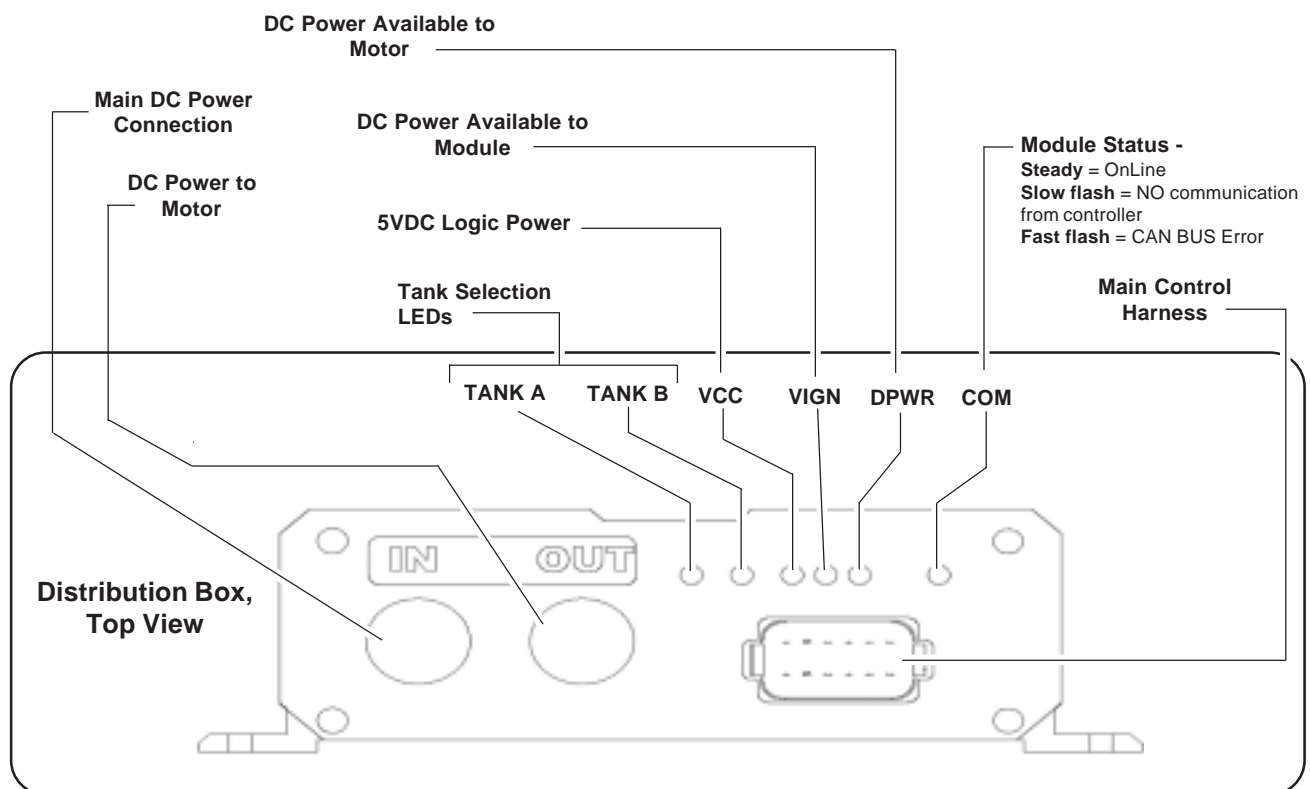 DC Power Available to
Motor
Main DC Power
Connection
DC Power Available to
Module
Module Status -
Steady = OnLine
Slow flash = NO communication
from controller
Fast flash = CAN BUS Error
DC Power to
Motor
5VDC Logic Power
Tank Selection
LEDs
Main Control
Harness
TANK A TANK B VCC VIGN DPWR COM
IN OUT
Distribution Box,
Top View